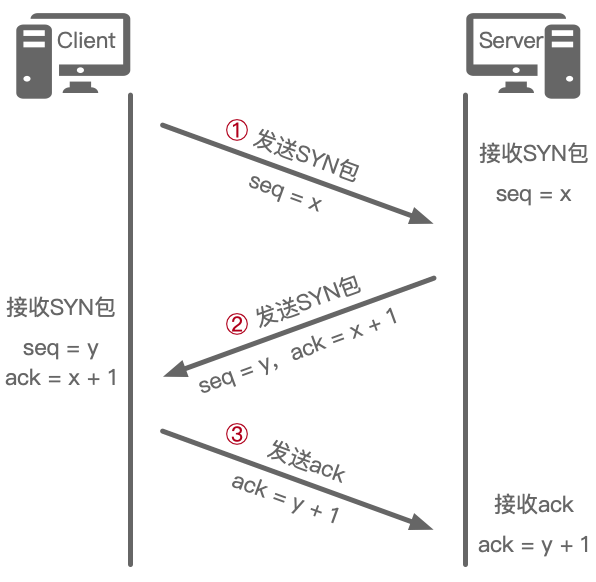 Client
Server
① 发送SYN包
seq = x
接收SYN包
seq = x
② 发送SYN包
seq = y，ack = x + 1
接收SYN包
seq = y
ack = x + 1
③ 发送ack
ack = y + 1
接收ack
ack = y + 1